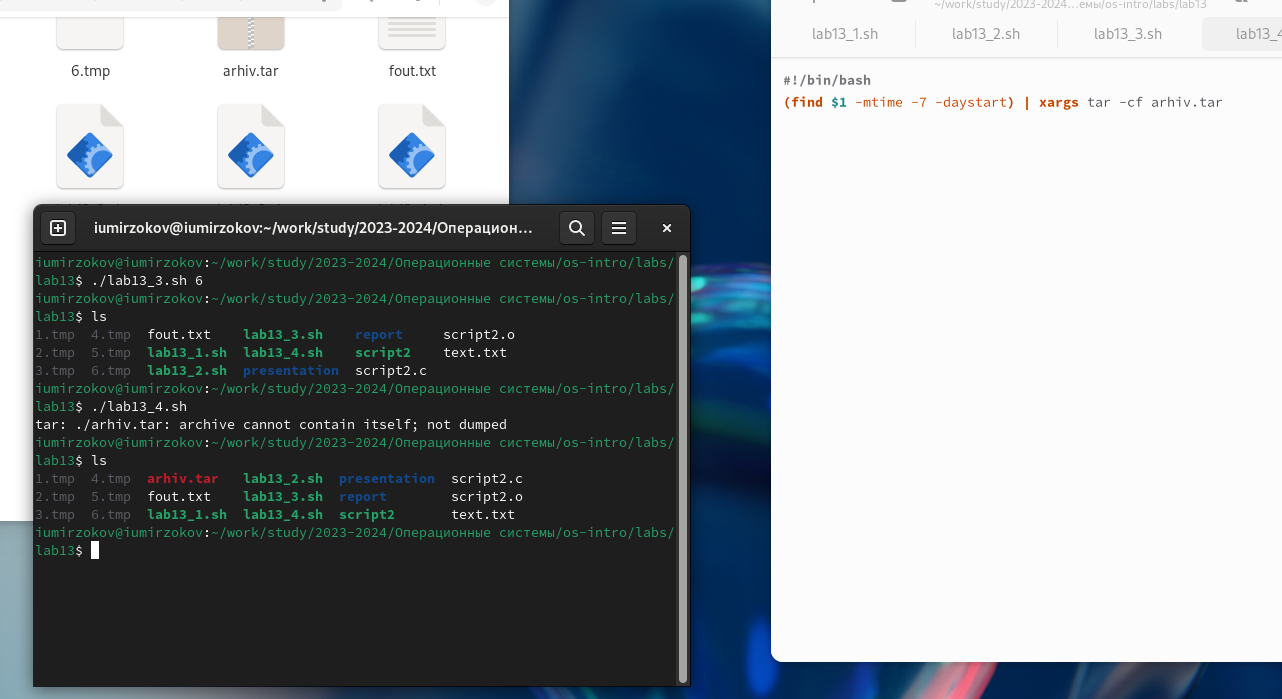 6.tmp arhiv.tar fout.txt
iumirzokov@iumirzokov:~/work/study/2023-2024/Операцион...
iumirzokov@iumirzokov:~/work/study/2023-2024/Операционные системы/os-intro/labs/
lab13$ ./lab13_3.sh 6
iumirzokov@iumirzokov:~/work/study/2023-2024/Операционные системы/os-intro/labs/
lab13$ ls
1.tmp 4.tmp fout.txt lab13_3.sh report script2.o
2.tmp 5.tmp lab13_1.sh lab13_4.sh script2 text.txt
3.tmp 6.tmp lab13_2.sh presentation script2.c
iumirzokov@iumirzokov:~/work/study/2023-2024/Операционные системы/os-intro/labs/
lab13$ ./lab13_4.sh
tar: ./arhiv.tar: archive cannot contain itself; not dumped
iumirzokov@iumirzokov:~/work/study/2023-2024/Операционные системы/os-intro/labs/
lab13$ ls
1.tmp 4.tmp arhiv.tar lab13_2.sh presentation script2.c
2.tmp 5.tmp fout.txt lab13_3.sh report script2.o
3.tmp 6.tmp lab13_1.sh lab13_4.sh script2 text.txt
iumirzokov@iumirzokov:~/work/study/2023-2024/Операционные системы/os-intro/labs/
lab13$
~/work/study/2023-2024...емы/os-intro/labs/lab13
lab13_1.sh lab13_2.sh lab13_3.sh lab13_4
#!/bin/bash
(find $1 -mtime -7 -daystart) | xargs tar -cf arhiv.tar